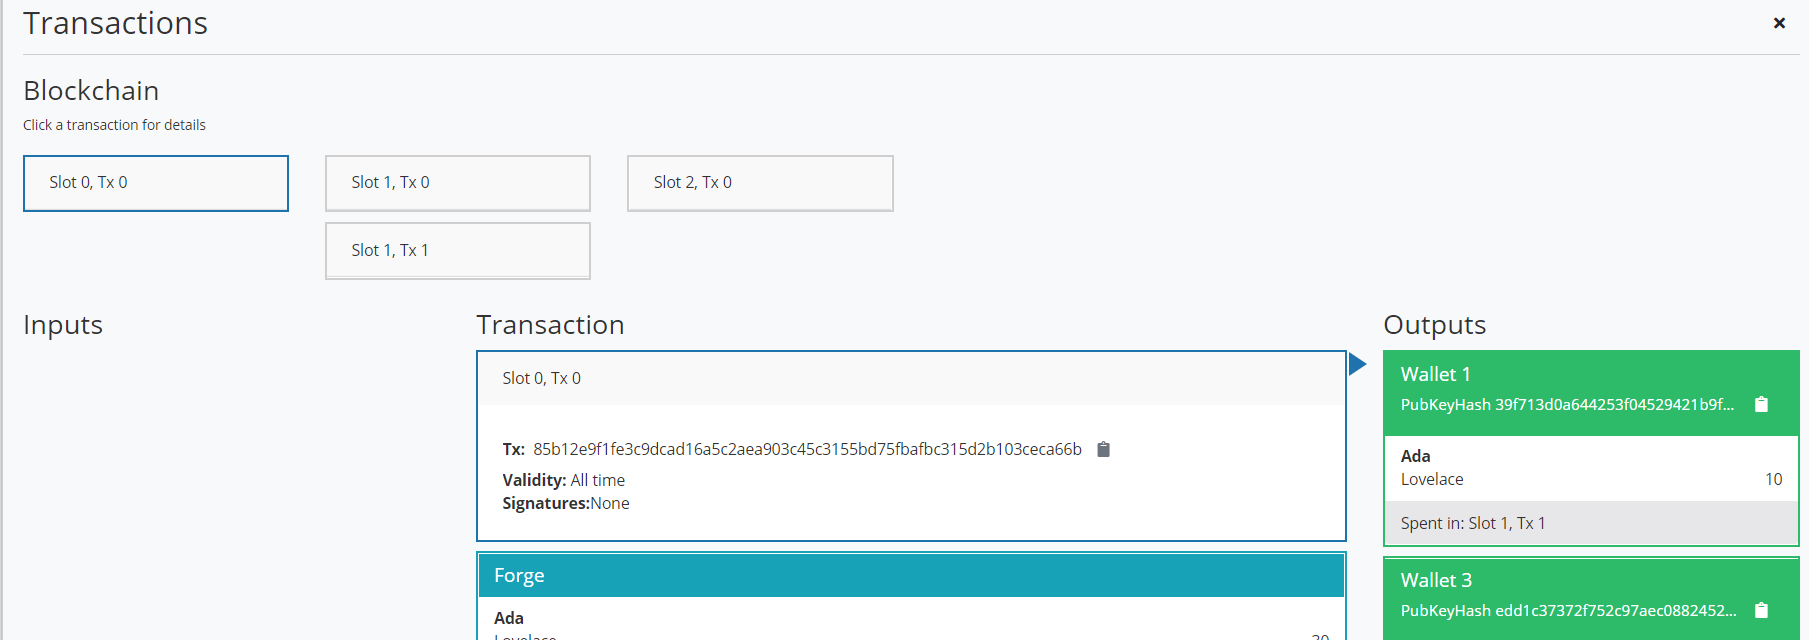 Transactions
Blockchain
Click a transaction for details
Slot 0, Tx 0
Slot 1, Tx 0
Slot 2, Tx 0
Slot 1, Tx 1
Inputs
Transaction
Slot 0, Tx 0
Tx: 85b12e9f1fe3c9dcad16a5c2aea903c45c3155bd75fbafbc315d2b103ceca66b
Validity: All time
Signatures:None
Forge
Ada
Lovelace
Outputs
Wallet 1
PubKeyHash 39f713d0a644253f04529421b9f...
Ada
Lovelace 10
Spent in: Slot 1, Tx 1
Wallet 3
PubKeyHash edd1c37372f752c97aec0882452...